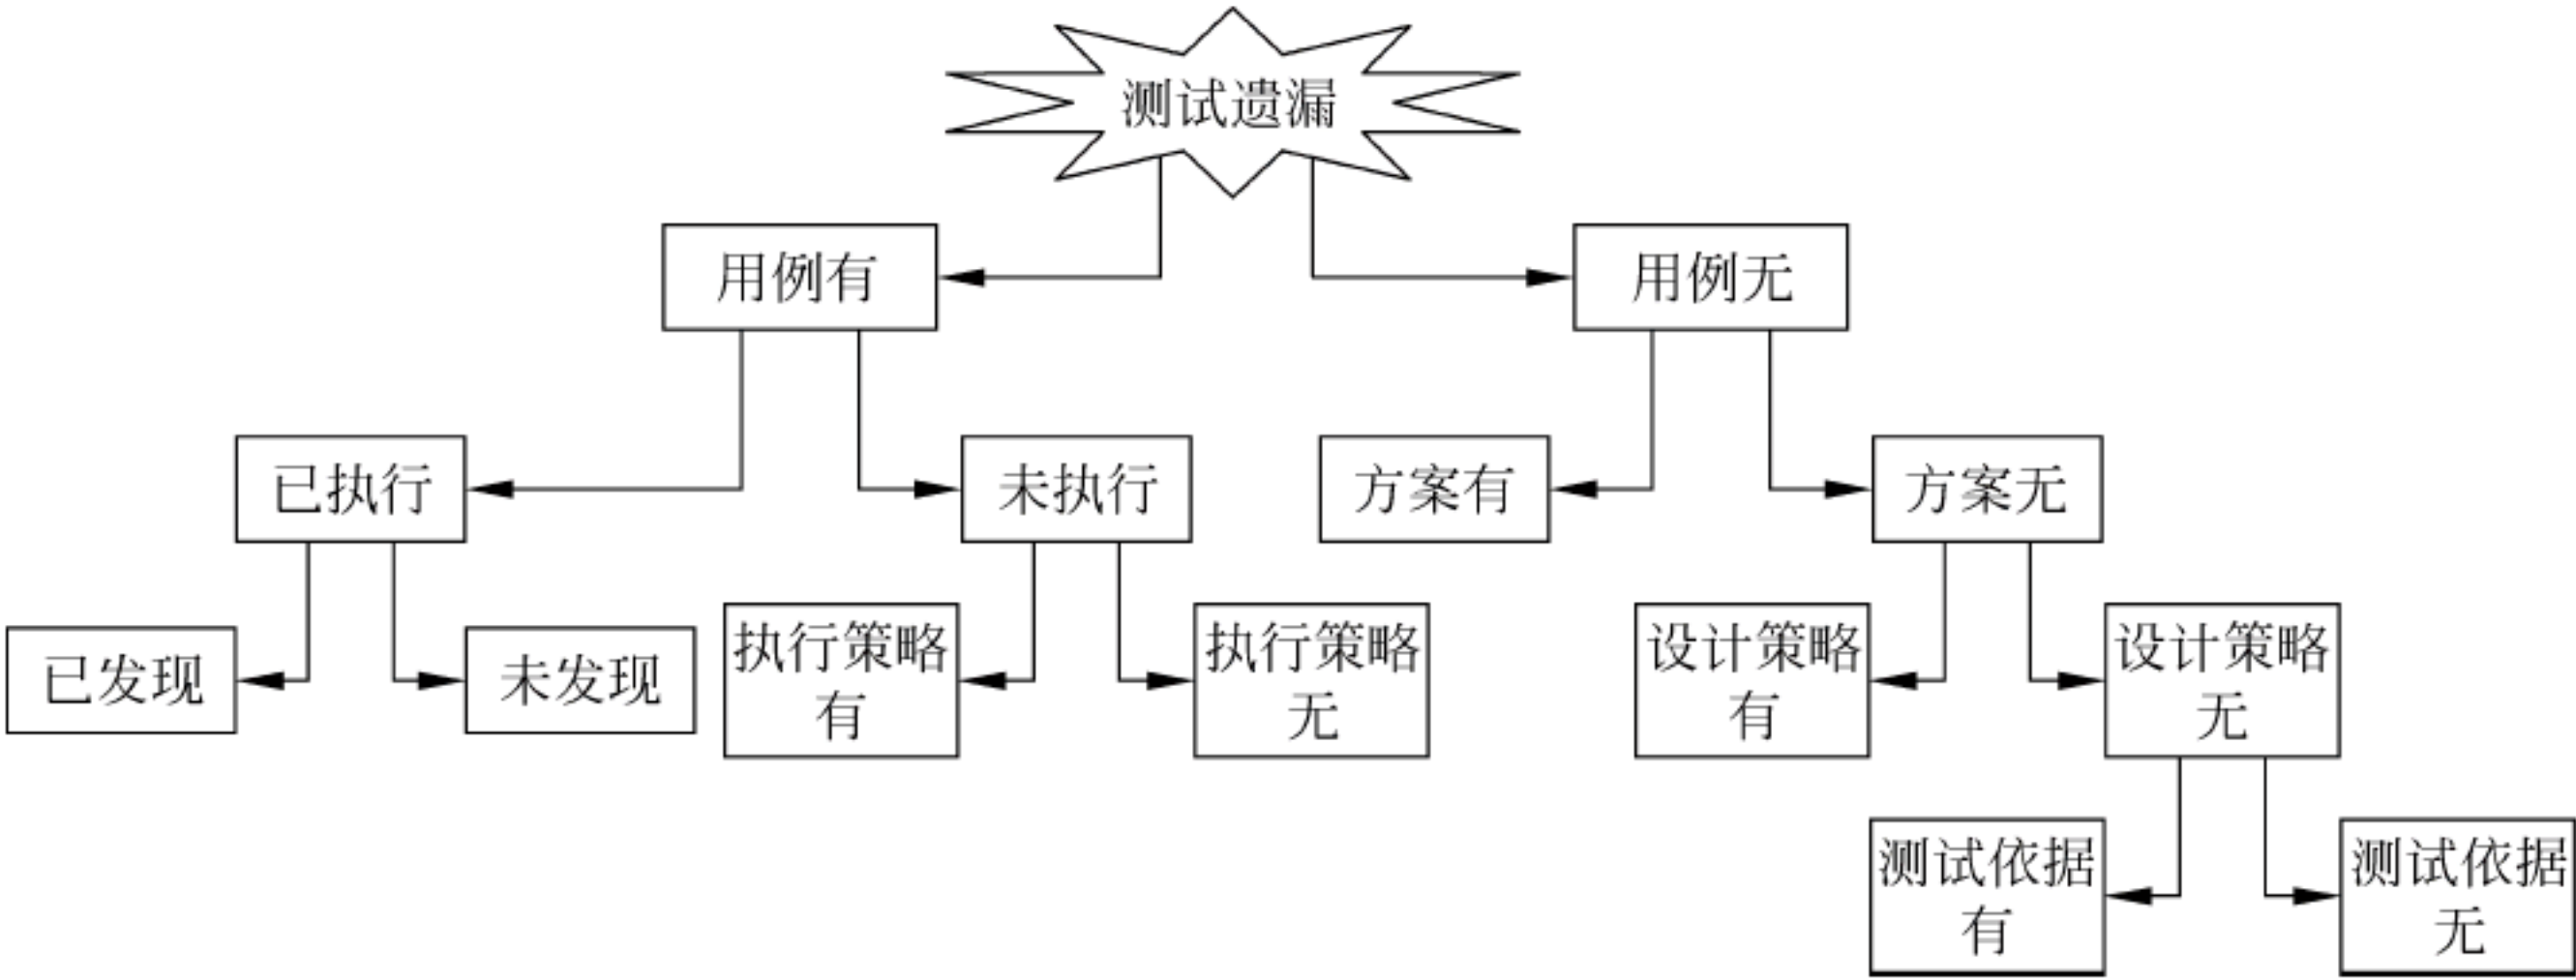 测试遗漏
用例有
用例无
已执行
未执行
方案有
方案无
已发现
未发现
执行策略
有
执行策略
无
设计策略
有
设计策略
无
测试依据
有
测试依据
无